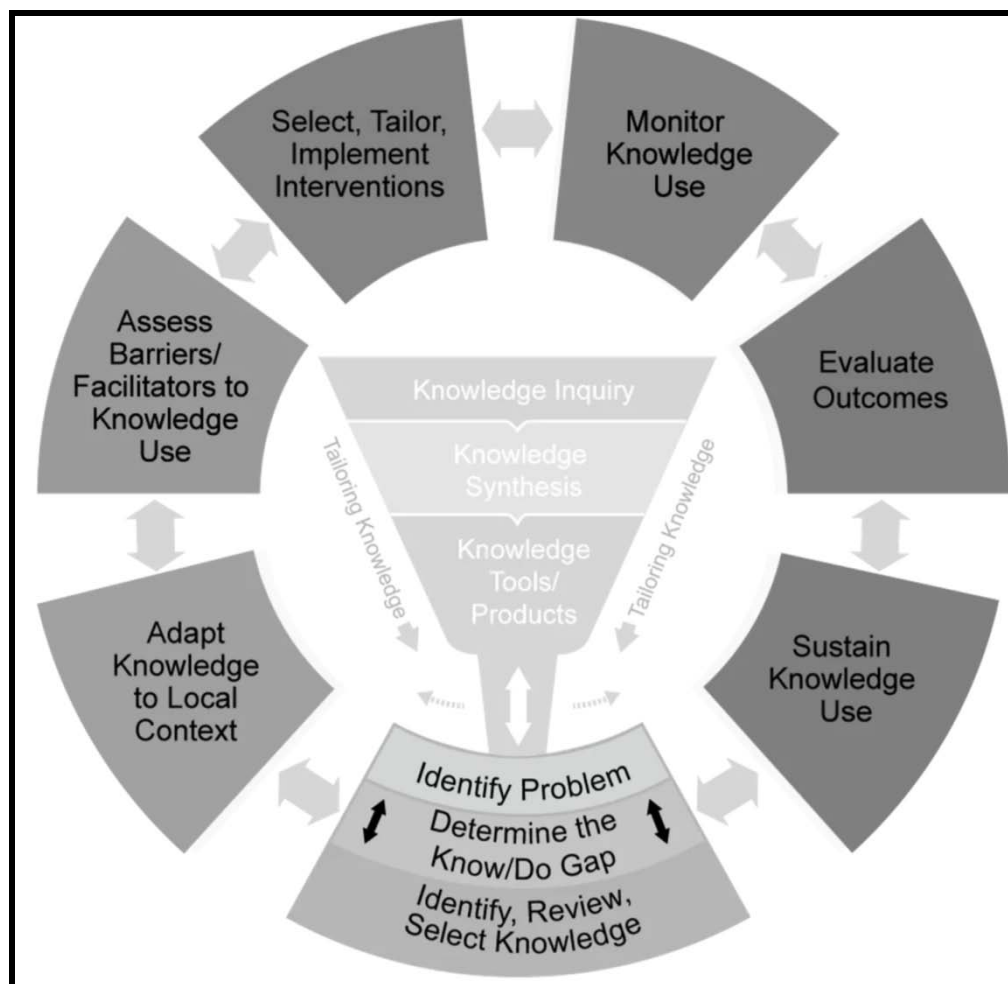 Select, Tailor,
Implement
Interventions
Monitor
Knowledge
Use
Assess
Barriers/
Facilitators to
Knowledge
Use
Evaluate
Outcomes
Knowledge Inquiry
Knowledge
Synthesis
Knowledge
Tools/
Products
Tailoring Knowledge
Tailoring Knowledge
Adapt
Knowledge
to Local
Context
Sustain
Knowledge
Use
Identify Problem
Determine the
Know/Do Gap
Identify, Review,
Select Knowledge